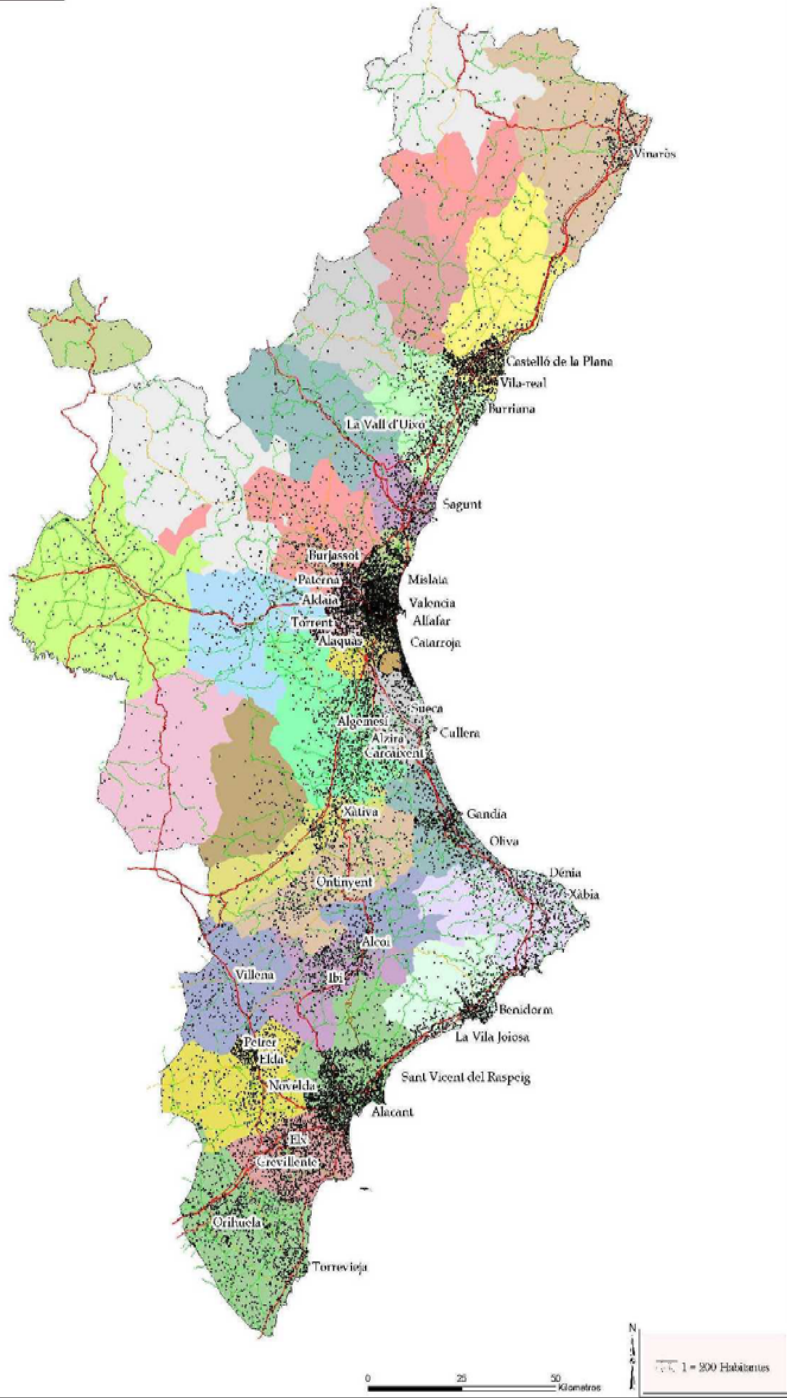 Vinaròs
Castelló de la Plana
Vila-real
Burriana
La Vall d'Uixó
Sagunt
Burjassot
Paterna
Mislata
Aldaia
Valencia
Torrent
Alfafar
Alaquàs
Catarroja
Sueca
Algemesí
Cullera
Alzira
Carcaixent
Xàtiva
Gandia
Oliva
Dénia
Ontinyent
Xàbia
Alcoi
Villena
Ibi
Benidorm
La Vila Joiosa
Petrer
Elda
Sant Vicent del Raspeig
Novelda
Alacant
Elx
Crevillente
Orihuela
Torrevieja
N
1 = 200 Habitantes
0 25 50
Kilometros